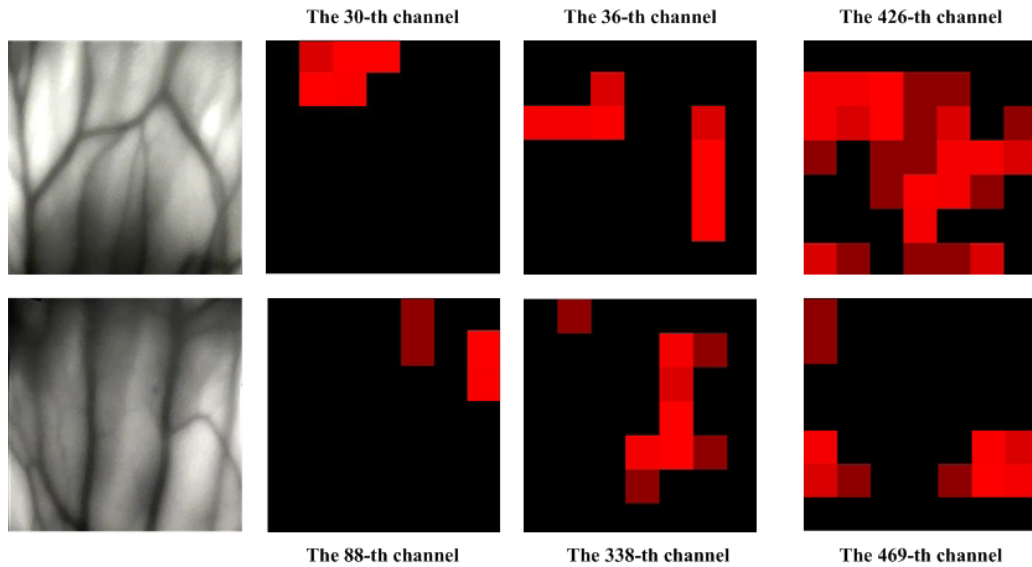 The 30-th channel
The 36-th channel
The 426-th channel
The 88-th channel
The 338-th channel
The 469-th channel